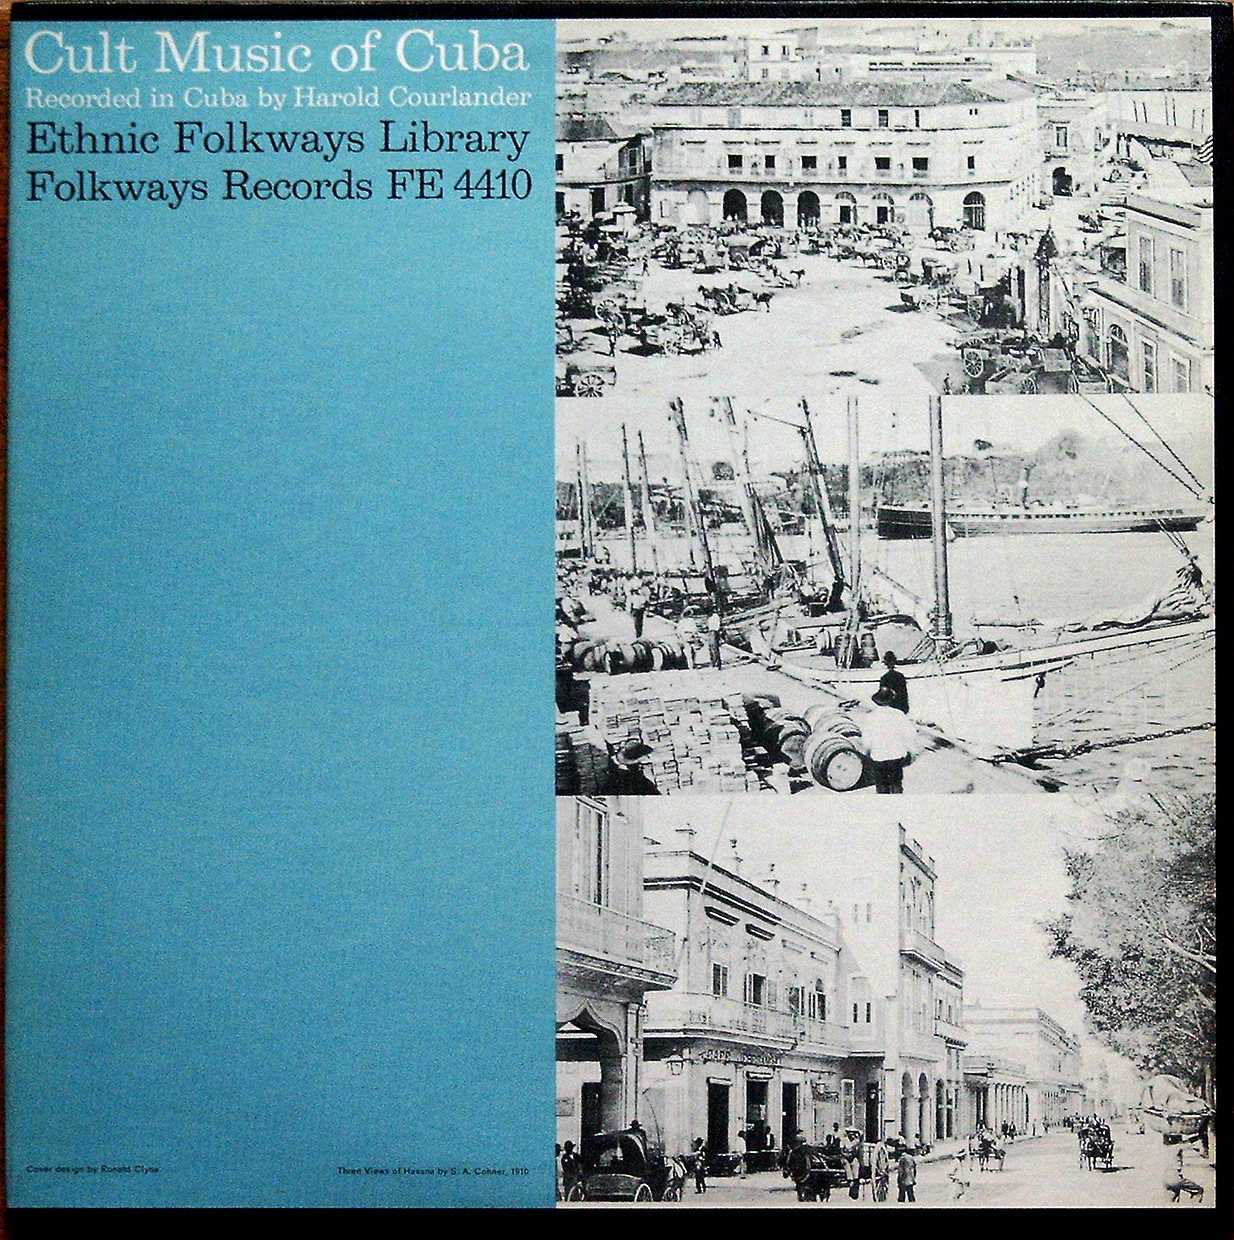 Cult Music of Cuba
Recorded in Cuba by Harold Courlander
Ethnic Folkways Library
Folkways Records FE 4410
Cover design by Ronald Clyne
Three Views of Havana by S. A. Cohner, 1910